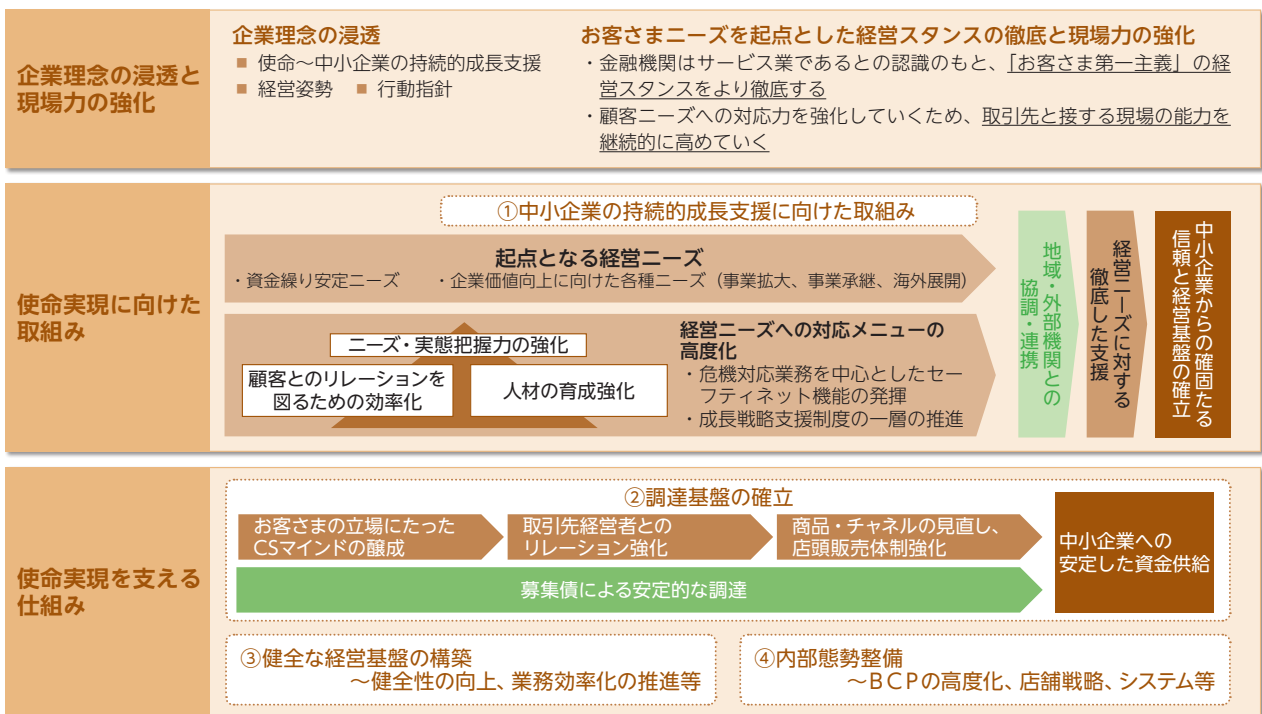 企業理念の浸透と
現場力の強化
企業理念の浸透
■ 使命～中小企業の持続的成長支援
■ 経営姿勢 ■ 行動指針
お客さまニーズを起点とした経営スタンスの徹底と現場力の強化
・金融機関はサービス業であるとの認識のもと、「お客さま第一主義」の経
営スタンスをより徹底する
・顧客ニーズへの対応力を強化していくため、取引先と接する現場の能力を
継続的に高めていく
使命実現に向けた
取組み
①中小企業の持続的成長支援に向けた取組み
起点となる経営ニーズ
・資金繰り安定ニーズ ・企業価値向上に向けた各種ニーズ（事業拡大、事業承継、海外展開）
ニーズ・実態把握力の強化
顧客とのリレーションを
図るための効率化
人材の育成強化
経営ニーズへの対応メニューの
高度化
・危機対応業務を中心としたセー
フティネット機能の発揮
・成長戦略支援制度の一層の推進
地域・外部機関との
協調・連携
経営ニーズに対する
徹底した支援
中小企業からの確固たる
信頼と経営基盤の確立
使命実現を支える
仕組み
②調達基盤の確立
お客さまの立場にたった
CSマインドの醸成
取引先経営者との
リレーション強化
商品・チャネルの見直し、
店頭販売体制強化
募集債による安定的な調達
中小企業への
安定した資金供給
③健全な経営基盤の構築
～健全性の向上、業務効率化の推進等
④内部態勢整備
～ＢＣＰの高度化、店舗戦略、システム等